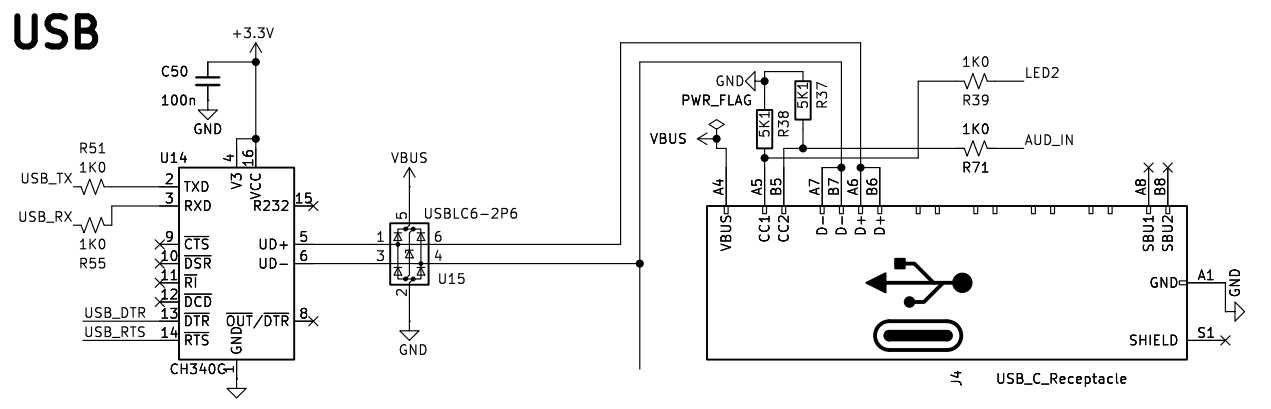 USB
+3.3V
C50
100n
GND
R51
1K0
U14
4
V3
16
VCC
USB_TX
2
TXD
USB_RX
3
RXD
1K0
R55
R232
15
9
CTS
10
DSR
11
RI
12
DCD
USB_DTR
13
DTR
USB_RTS
14
RTS
UD+
5
UD-
6
OUT/DTR
8
GND
1
CH340G
VBUS
5
USBLC6-2P6
1
6
3
4
U15
2
GND
GND
PWR_FLAG
VBUS
5K1
R38
5K1
R37
1K0
LED2
R39
1K0
AUD_IN
R71
A4
A5
B5
A7
B7
A6
B6
A8
B8
VBUS
CC1
CC2
D-
D-
D+
D+
SBU1
SBU2
GND
A1
GND
SHIELD
S1
J4
USB_C_Receptacle